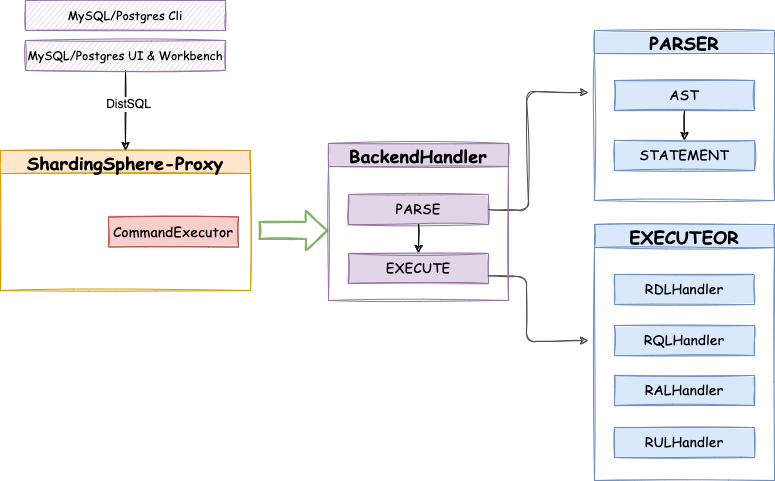 MySQL/Postgres Cli
MySQL/Postgres UI & Workbench
DistSQL
ShardingSphere-Proxy
CommandExecutor
BackendHandler
PARSE
EXECUTE
PARSER
AST
STATEMENT
EXECUTEOR
RDLHandler
RQLHandler
RALHandler
RULHandler